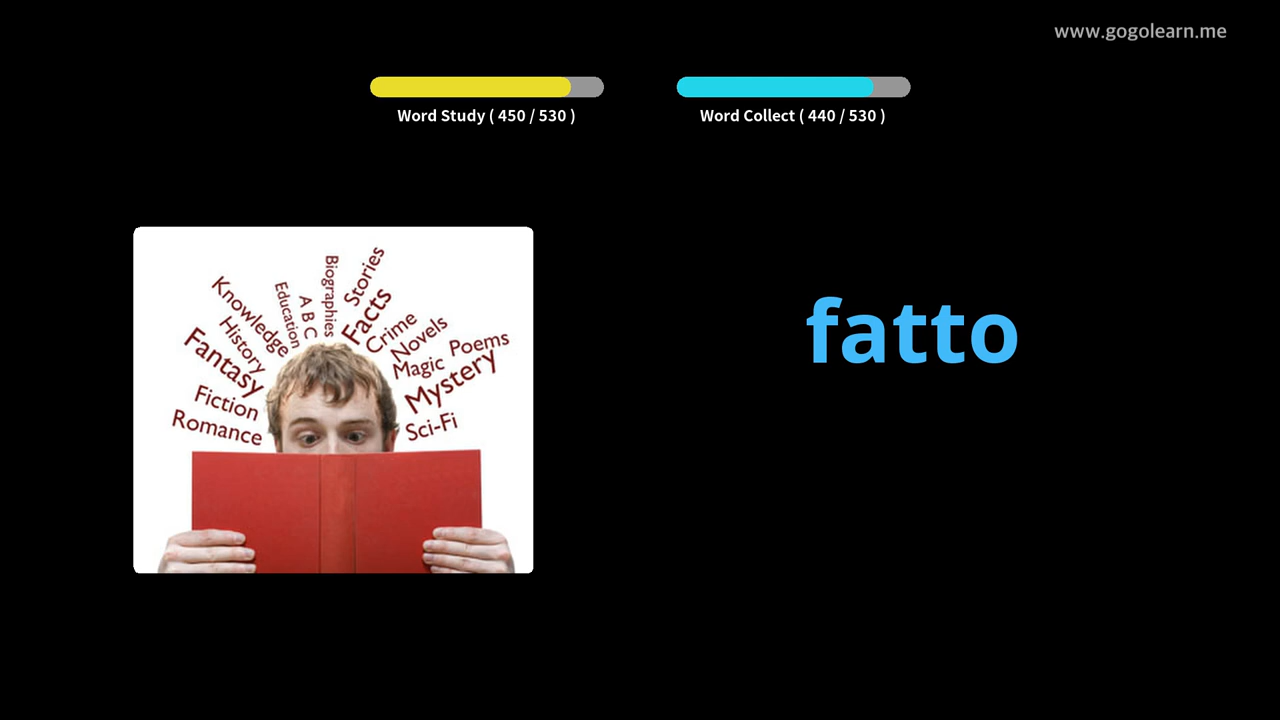 www.gogolearn.me
Word Study ( 450 / 530 )
Word Collect ( 440 / 530 )
fatto
Romance
Fiction
Fantasy
History
Knowledge
Education
A B C
Biographies
Stories
Facts
Crime
Novels
Magic
Poems
Mystery
Sci-Fi